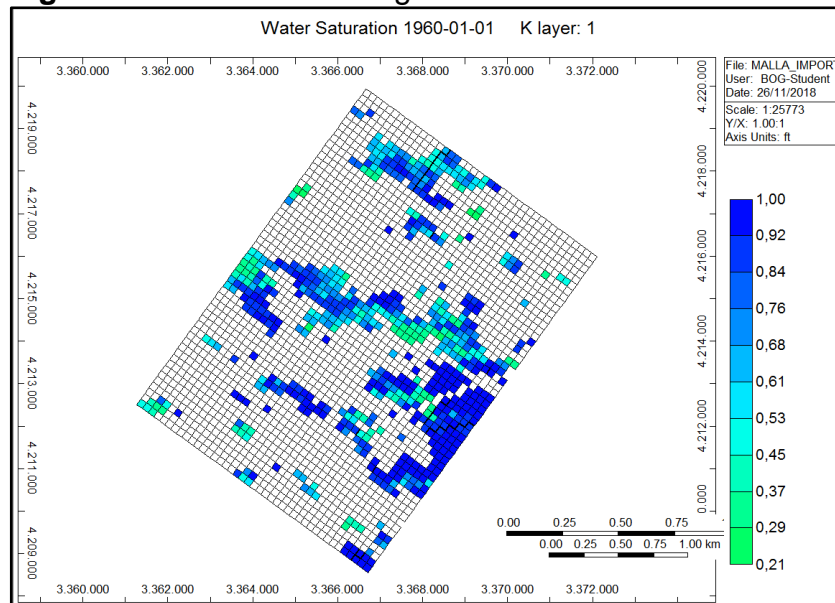 Water Saturation 1960-01-01 K layer: 1
3.360.000 3.362.000 3.364.000 3.366.000 3.368.000 3.370.000 3.372.000
File: MALLA_IMPORT
User: BOG-Student
Date: 26/11/2018
Scale: 1:25773
Y/X: 1.00:1
Axis Units: ft
4.219.000
4.217.000
4.215.000
4.213.000
4.211.000
4.209.000
4.220.000
4.218.000
4.216.000
4.214.000
4.212.000
0.000
1,00
0,92
0,84
0,76
0,68
0,61
0,53
0,45
0,37
0,29
0,21
0.00 0.25 0.50 0.75
0.00 0.25 0.50 0.75 1.00 km
3.360.000 3.362.000 3.364.000 3.366.000 3.368.000 3.370.000 3.372.000